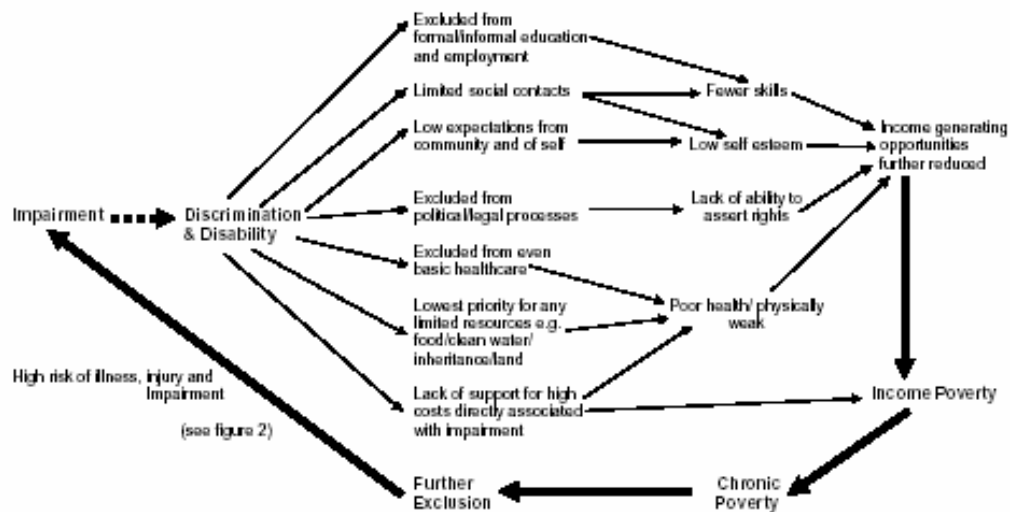 Excluded from
formal/informal education
and employment
Limited social contacts
Fewer skills
Low expectations from
community and of self
Low self esteem
Income generating
opportunities
further reduced
Impairment
Discrimination
& Disability
Excluded from
political/legal processes
Lack of ability to
assert rights
Excluded from even
basic healthcare
Lowest priority for any
limited resources e.g.
food/clean water/
inheritance/land
Poor health/ physically
weak
High risk of illness, injury and
Impairment
(see figure 2)
Lack of support for high
costs directly associated
with impairment
Income Poverty
Further
Exclusion
Chronic
Poverty